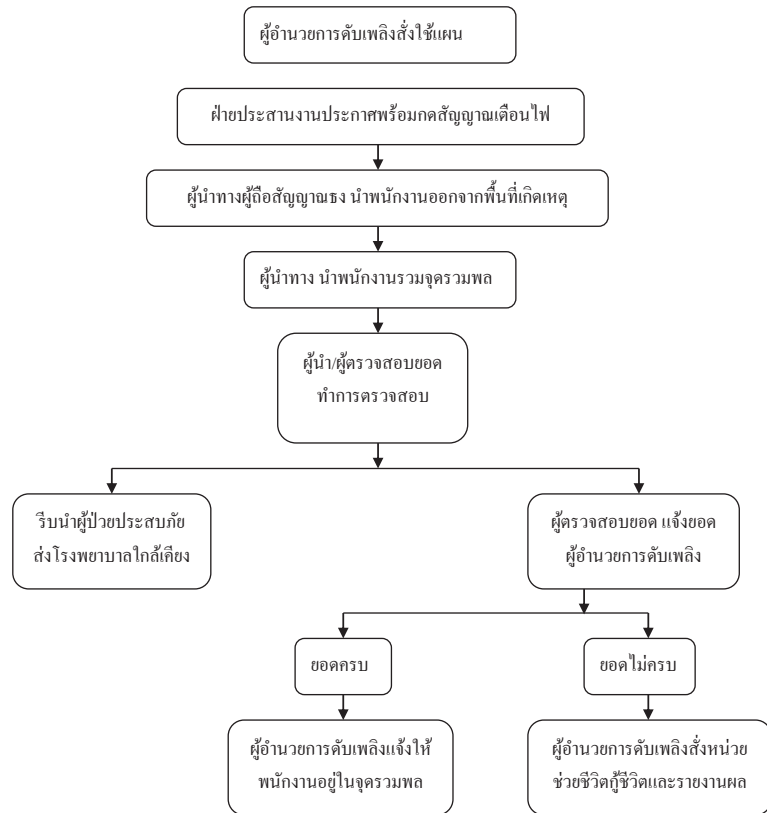 ผู้อำนวยการดับเพลิงสั่งใช้แผน
ฝ่ายประสานงานประกาศพร้อมกดสัญญาณเตือนไฟ
ผู้นำทางผู้ถือสัญญาณธง นำพนักงานออกจากพื้นที่เกิดเหตุ
ผู้นำทาง นำพนักงานรวมจุดรวมพล
ผู้นำ/ผู้ตรวจสอบยอด
ทำการตรวจสอบ
รีบนำผู้ป่วยประสบภัย
ส่งโรงพยาบาลใกล้เคียง
ผู้ตรวจสอบยอด แจ้งยอด
ผู้อำนวยการดับเพลิง
ยอดครบ
ยอดไม่ครบ
ผู้อำนวยการดับเพลิงแจ้งให้
พนักงานอยู่ในจุดรวมพล
ผู้อำนวยการดับเพลิงสั่งหน่วย
ช่วยชีวิตกู้ชีวิตและรายงานผล